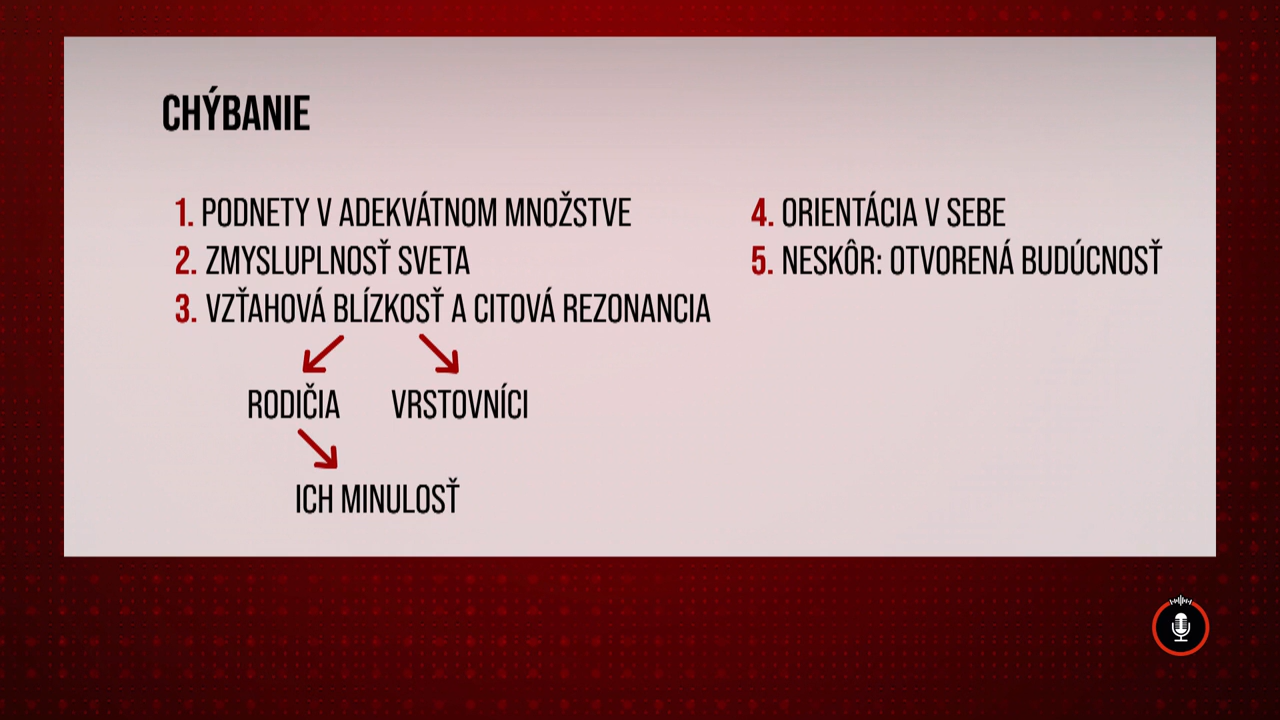 CHÝBANIE
1. PODNETY V ADEKVÁTNOM MNOŽSTVE
2. ZMYSLUPLNOSŤ SVETA
3. VZŤAHOVÁ BLÍZKOSŤ A CITOVÁ REZONANCIA
RODIČIA
VRSTOVNÍCI
ICH MINULOSŤ
4. ORIENTÁCIA V SEBE
5. NESKÔR: OTVORENÁ BUDÚCNOSŤ